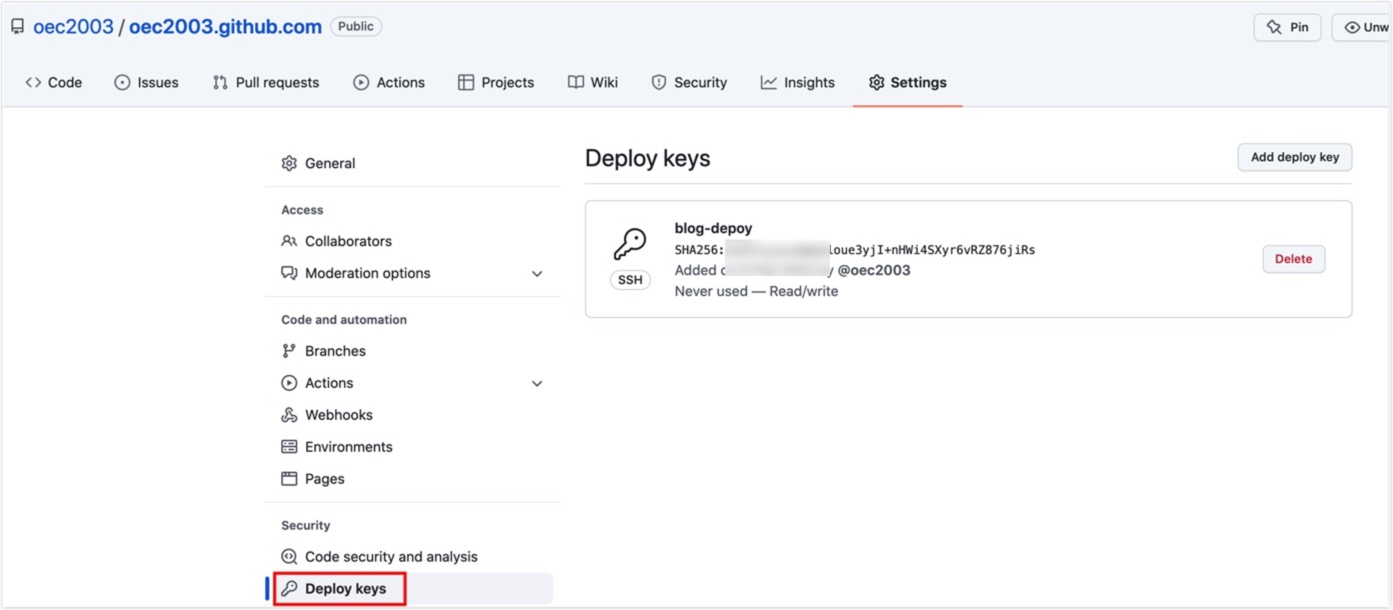 oec2003 / oec2003.github.com Public Pin Unw
Code Issues Pull requests Actions Projects Wiki Security Insights Settings
General
Access
Collaborators
Moderation options
Code and automation
Branches
Actions
Webhooks
Environments
Pages
Security
Code security and analysis
Deploy keys
Deploy keys
Add deploy key
blog-depoy
SHA256: loue3yjI+nHWi4SXyr6vRZ876jiRs
Added @oec2003
Never used — Read/write
SSH
Delete